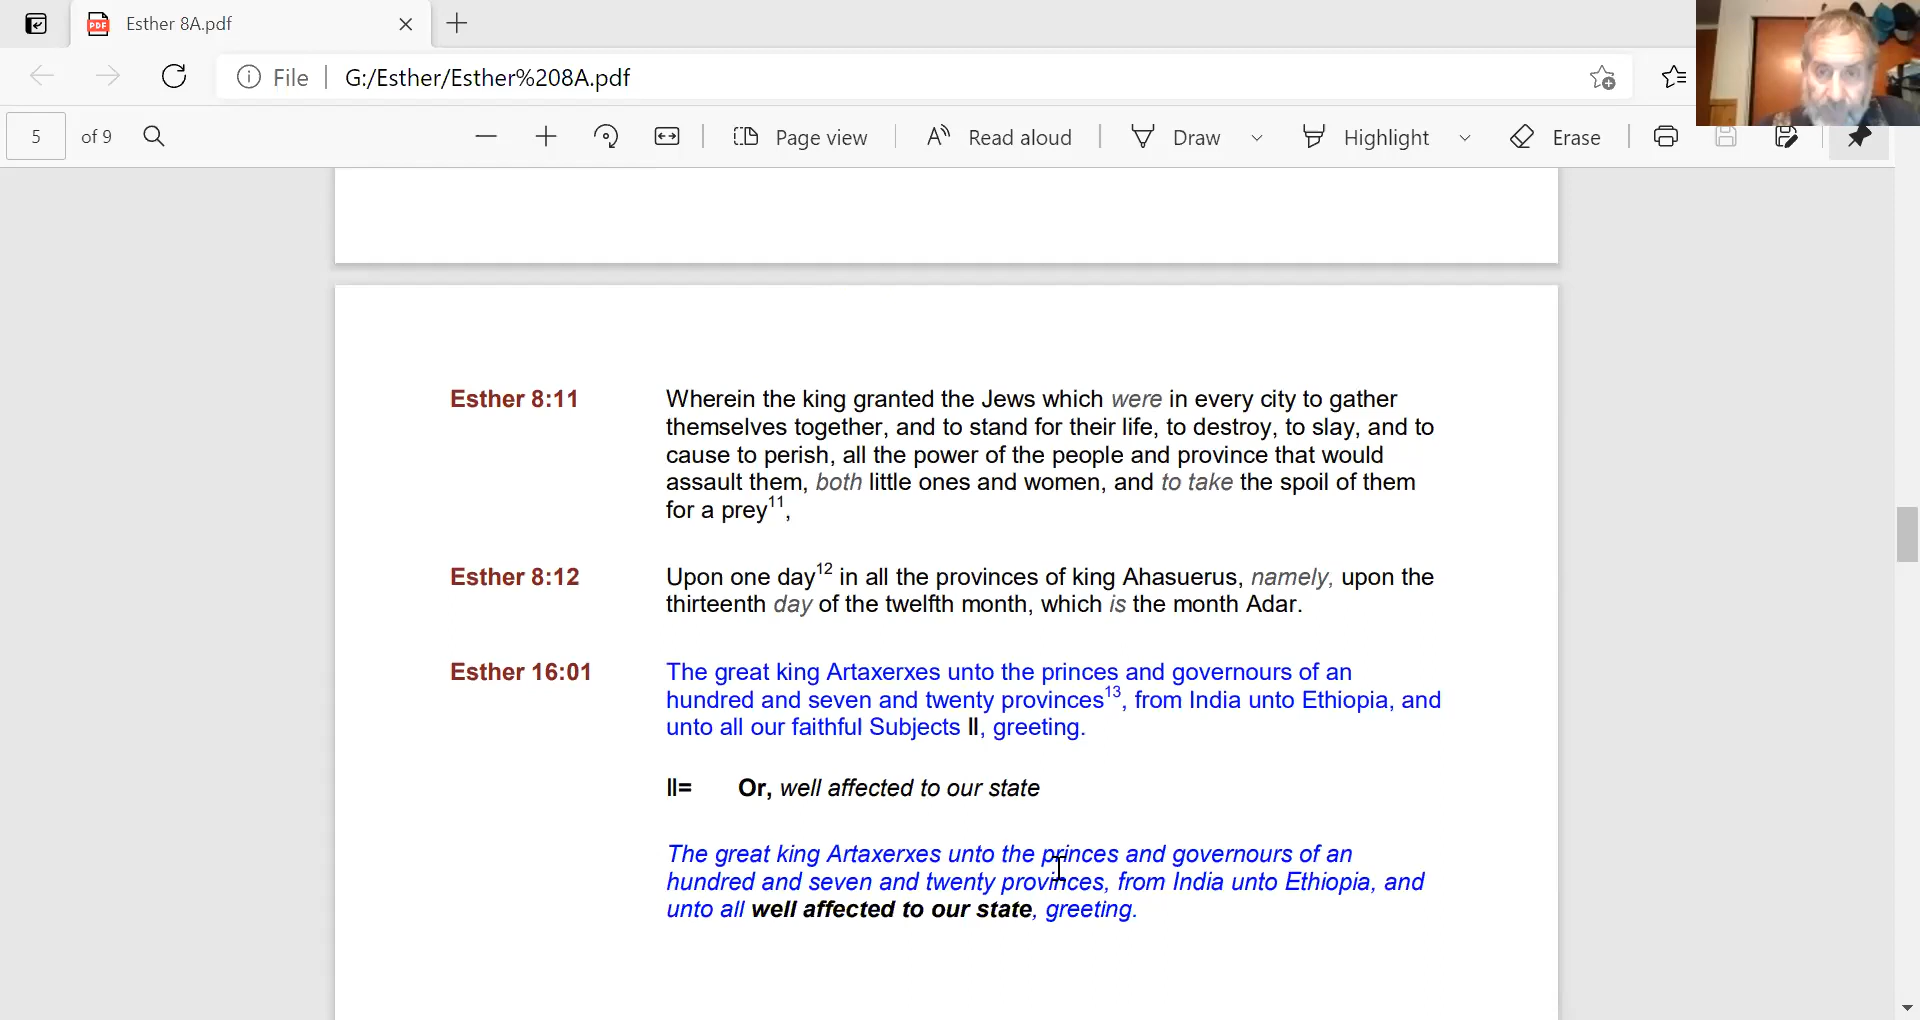 Esther 8A.pdf
File G:/Esther/Esther%208A.pdf
5 of 9 Page view Read aloud Draw Highlight Erase
Esther 8:11 Wherein the king granted the Jews which were in every city to gather
themselves together, and to stand for their life, to destroy, to slay, and to
cause to perish, all the power of the people and province that would
assault them, both little ones and women, and to take the spoil of them
for a prey11,
Esther 8:12 Upon one day12 in all the provinces of king Ahasuerus, namely, upon the
thirteenth day of the twelfth month, which is the month Adar.
Esther 16:01 The great king Artaxerxes unto the princes and governours of an
hundred and seven and twenty provinces13, from India unto Ethiopia, and
unto all our faithful Subjects ll, greeting.
ll= Or, well affected to our state
The great king Artaxerxes unto the princes and governours of an
hundred and seven and twenty provinces, from India unto Ethiopia, and
unto all well affected to our state, greeting.